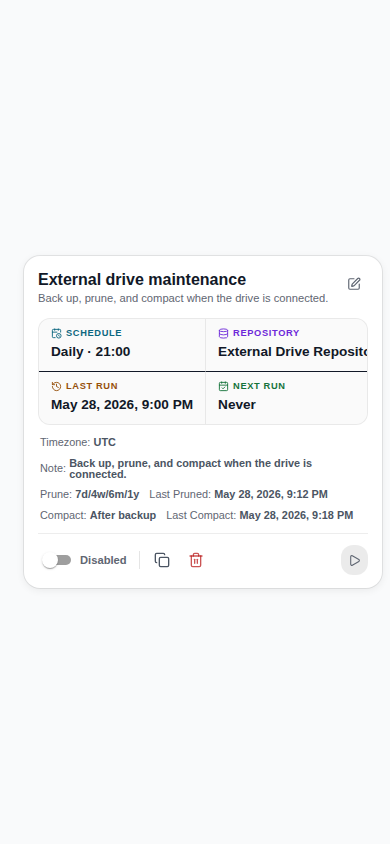 External drive maintenance
Back up, prune, and compact when the drive is connected.
SCHEDULE
Daily · 21:00
REPOSITORY
External Drive Reposito
LAST RUN
May 28, 2026, 9:00 PM
NEXT RUN
Never
Timezone: UTC
Note: Back up, prune, and compact when the drive is
connected.
Prune: 7d/4w/6m/1y Last Pruned: May 28, 2026, 9:12 PM
Compact: After backup Last Compact: May 28, 2026, 9:18 PM
Disabled